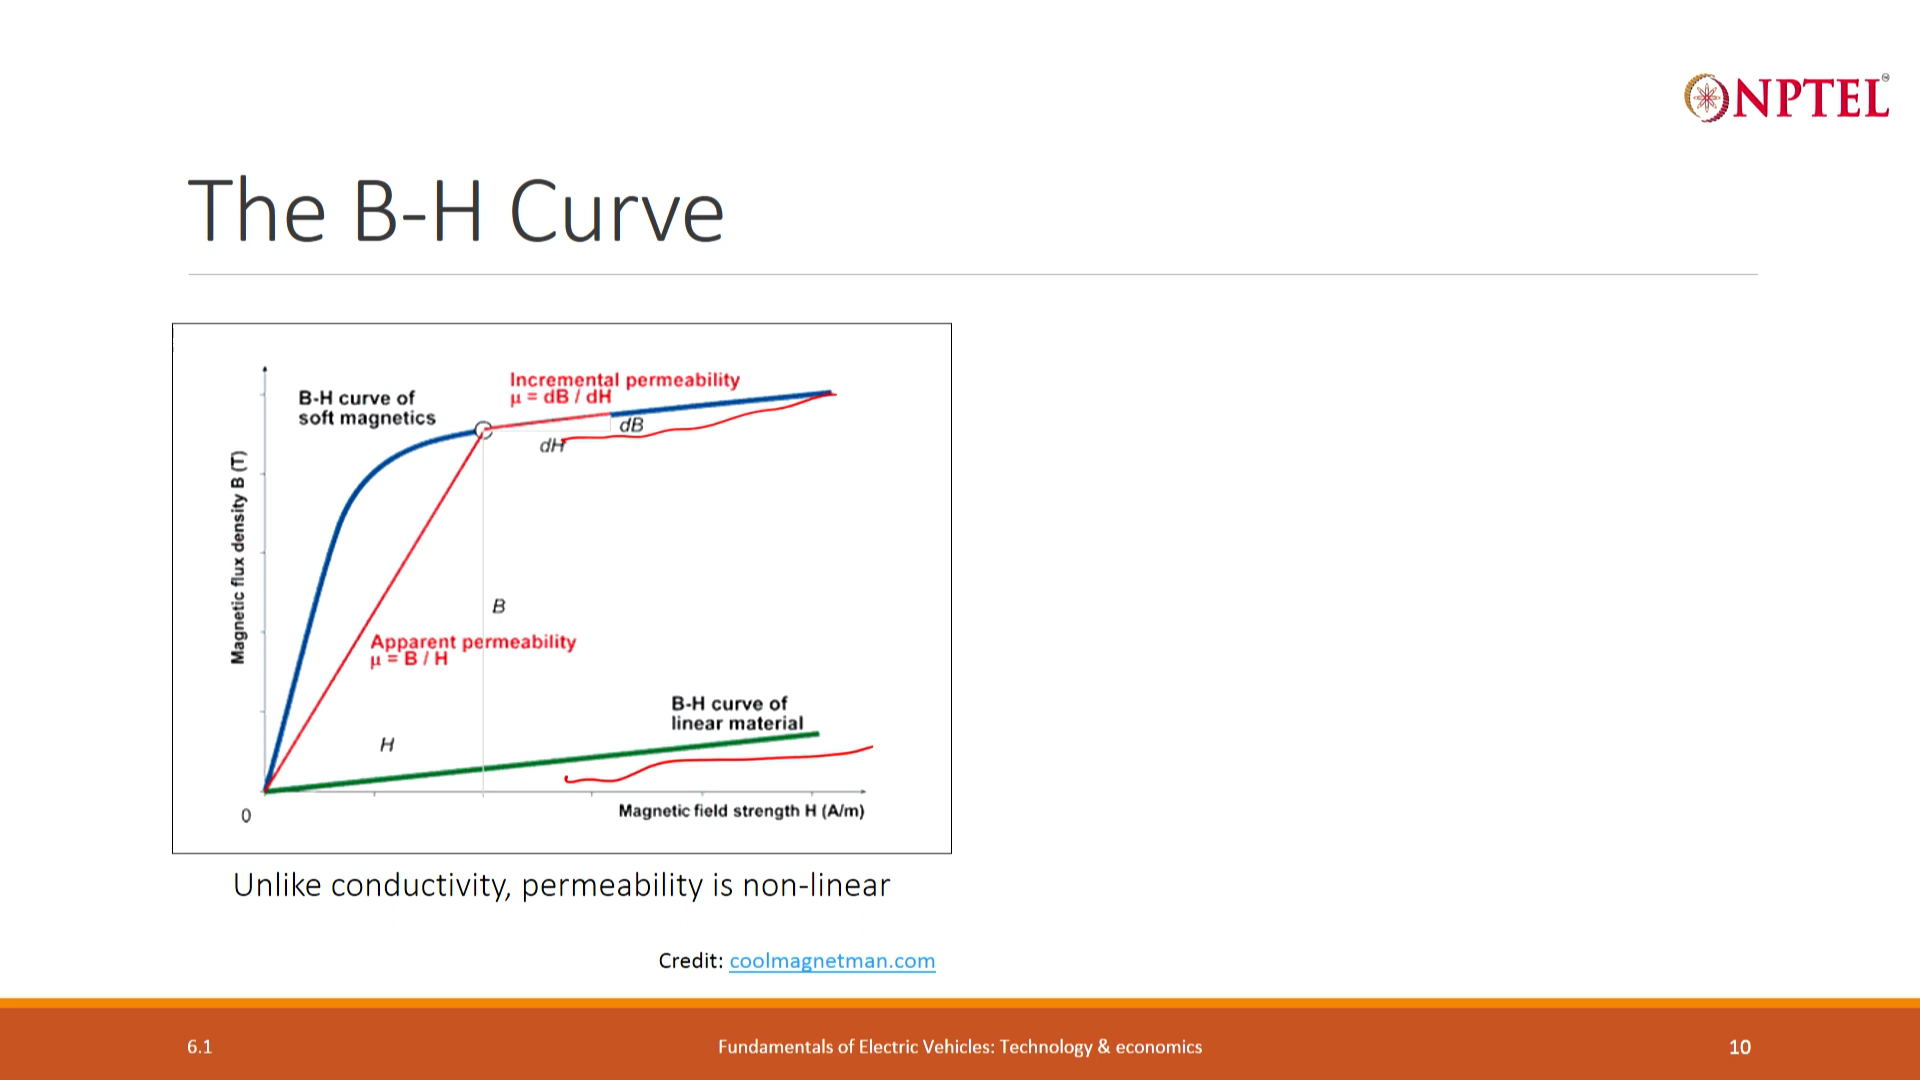 NPTEL
The B-H Curve
B-H curve of
soft magnetics
Incremental permeability
μ = dB / dH
dB
dH
Magnetic flux density B (T)
B
Apparent permeability
μ = B / H
B-H curve of
linear material
H
0
Magnetic field strength H (A/m)
Unlike conductivity, permeability is non-linear
Credit: coolmagnetman.com
6.1
Fundamentals of Electric Vehicles: Technology & economics
10